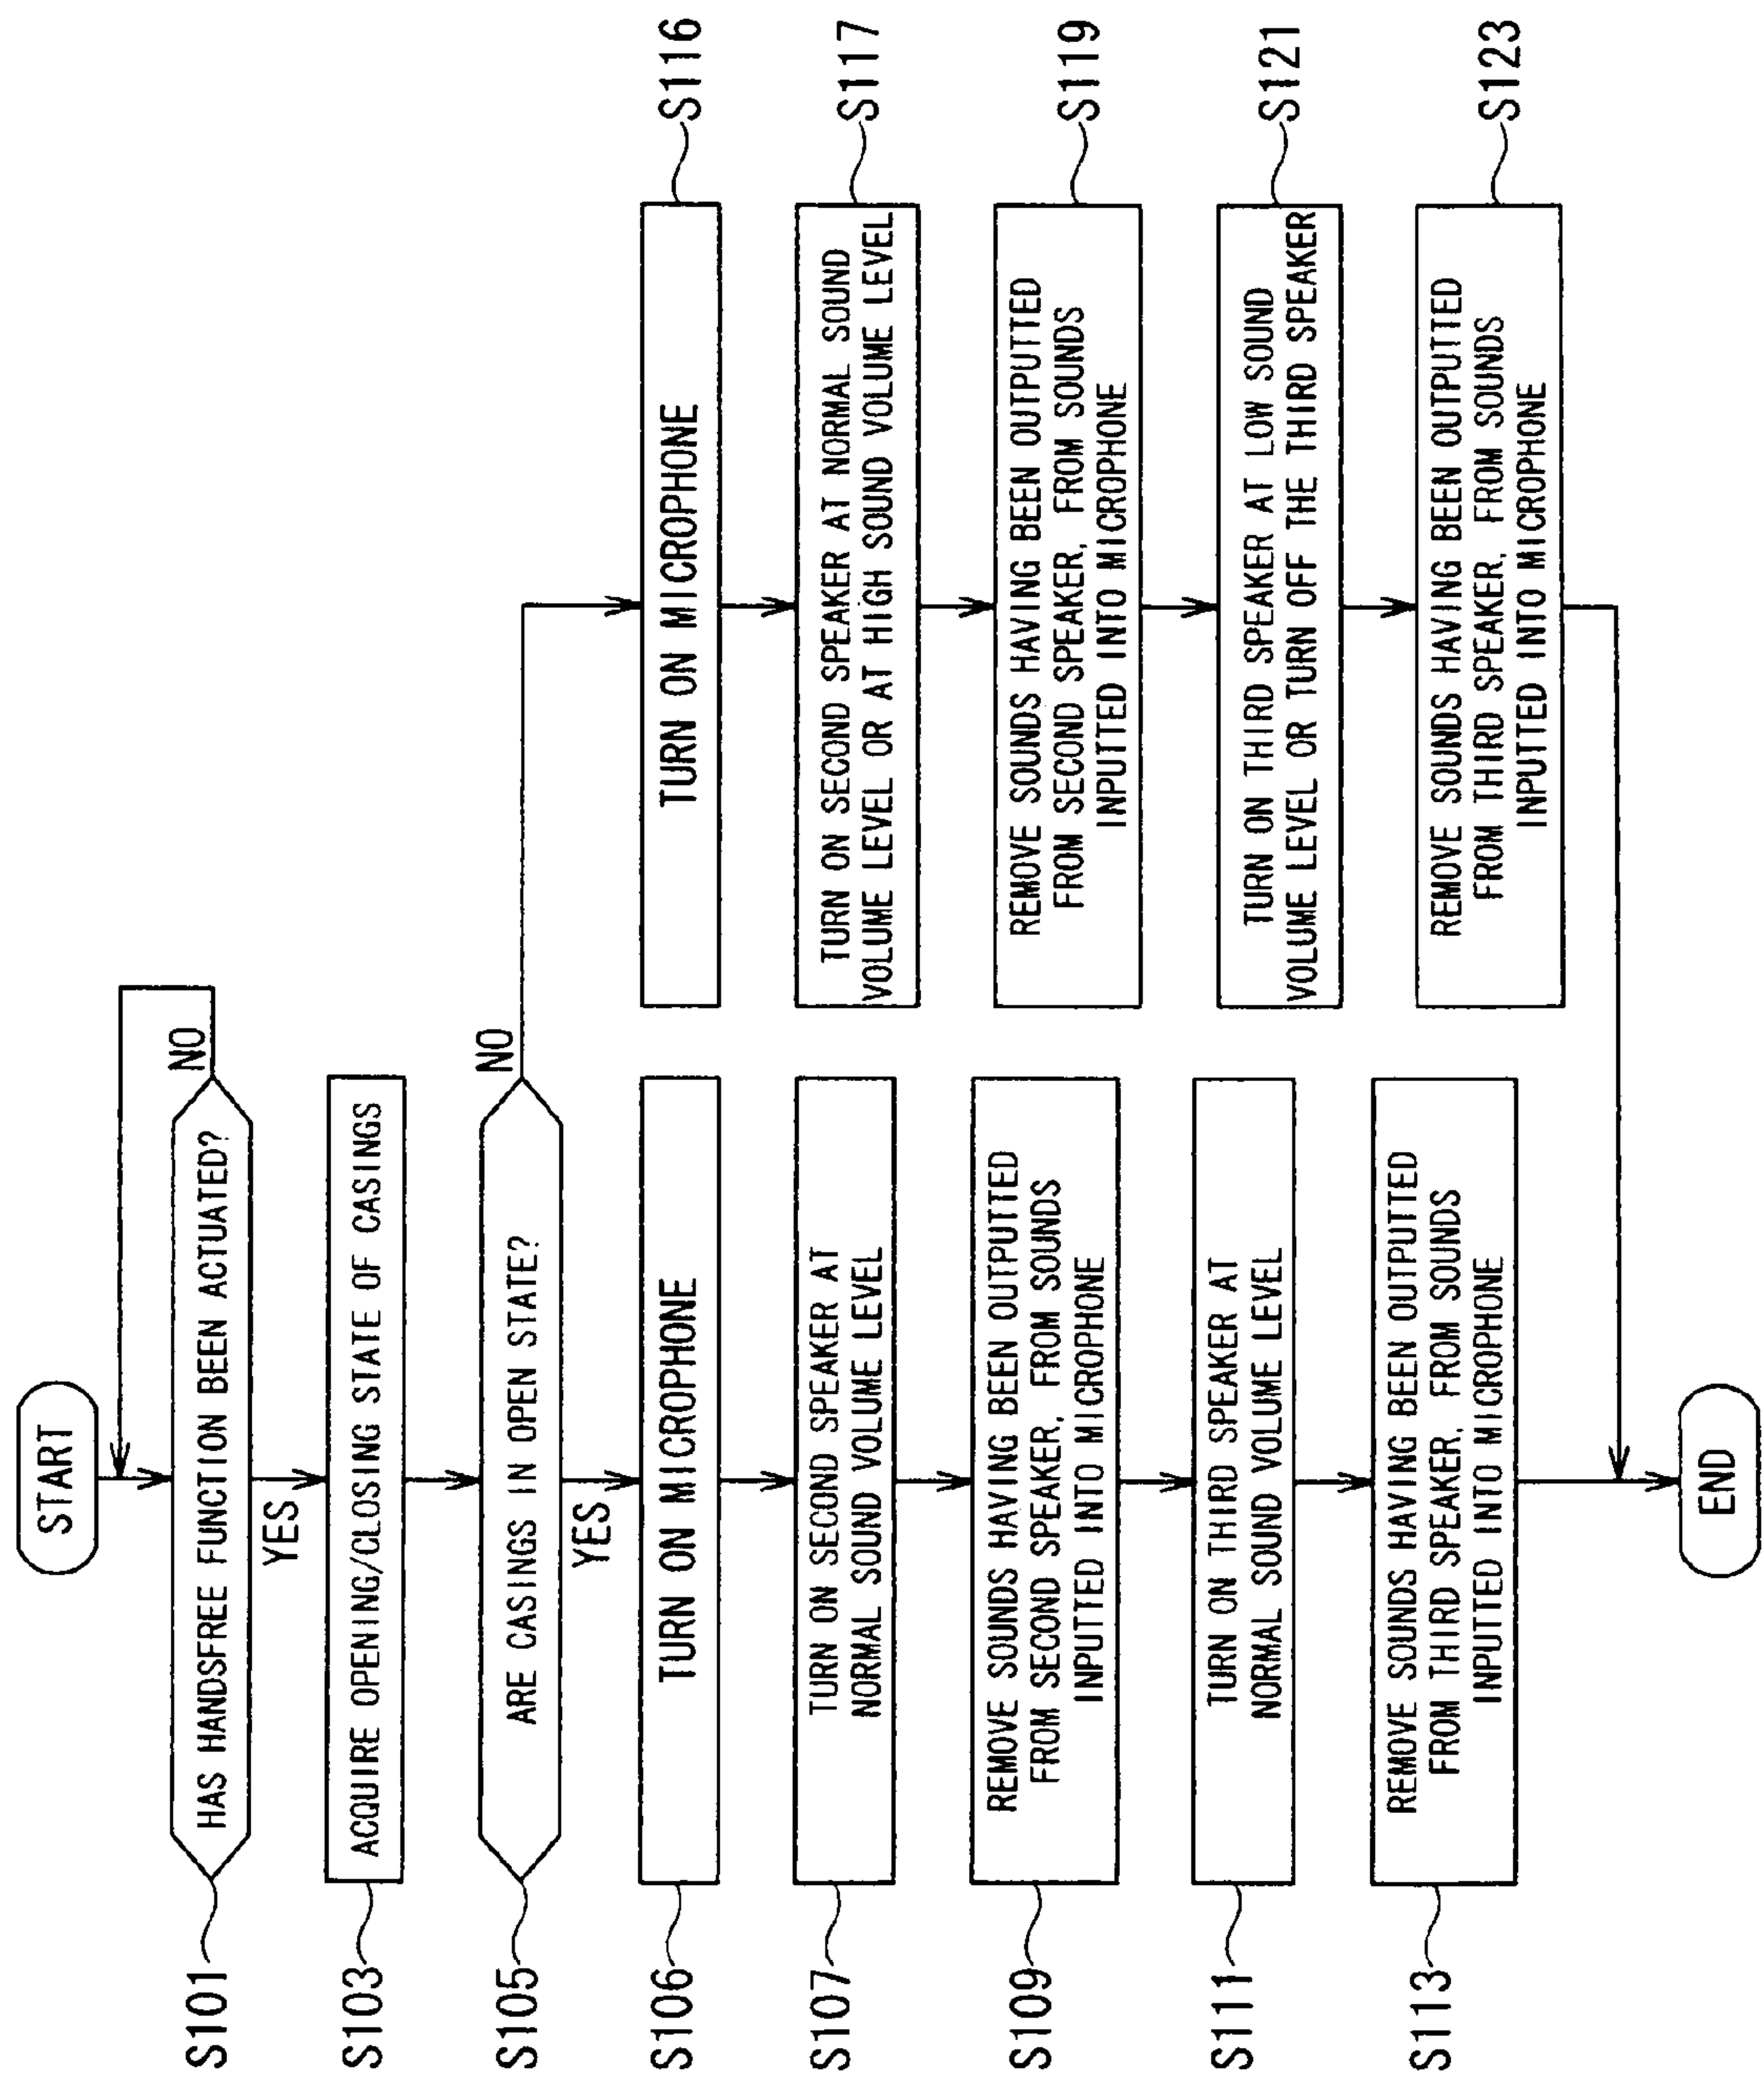 START
S101
HAS HANDSFREE FUNCTION BEEN ACTUATED?
NO
YES
S103
ACQUIRE OPENING/CLOSING STATE OF CASINGS
S105
ARE CASINGS IN OPEN STATE?
NO
YES
S106
TURN ON MICROPHONE
S107
TURN ON SECOND SPEAKER AT
NORMAL SOUND VOLUME LEVEL
S109
REMOVE SOUNDS HAVING BEEN OUTPUTTED
FROM SECOND SPEAKER, FROM SOUNDS
INPUTTED INTO MICROPHONE
S111
TURN ON THIRD SPEAKER AT
NORMAL SOUND VOLUME LEVEL
S113
REMOVE SOUNDS HAVING BEEN OUTPUTTED
FROM THIRD SPEAKER, FROM SOUNDS
INPUTTED INTO MICROPHONE
TURN ON MICROPHONE
S116
TURN ON SECOND SPEAKER AT NORMAL SOUND
VOLUME LEVEL OR AT HIGH SOUND VOLUME LEVEL
S117
REMOVE SOUNDS HAVING BEEN OUTPUTTED
FROM SECOND SPEAKER, FROM SOUNDS
INPUTTED INTO MICROPHONE
S119
TURN ON THIRD SPEAKER AT LOW SOUND
VOLUME LEVEL OR TURN OFF THE THIRD SPEAKER
S121
REMOVE SOUNDS HAVING BEEN OUTPUTTED
FROM THIRD SPEAKER, FROM SOUNDS
INPUTTED INTO MICROPHONE
S123
END